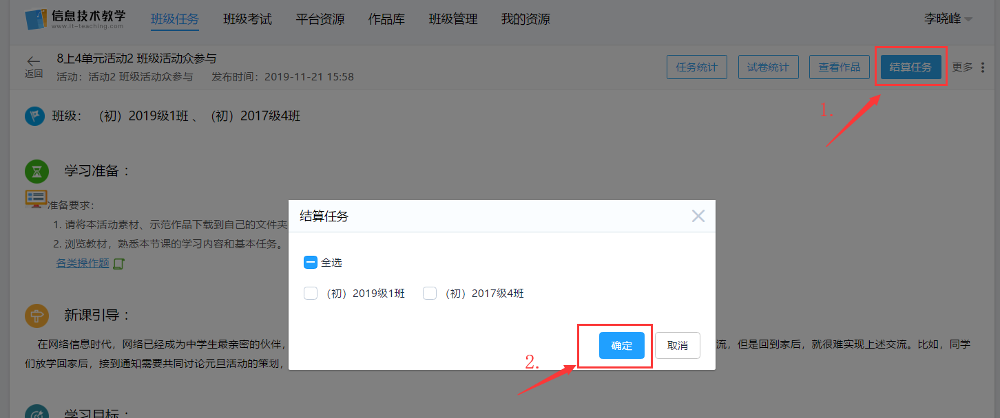 信息技术教学
www.it-teaching.com
班级任务 班级考试 平台资源 作品库 班级管理 我的资源 李晓峰
返回
8上4单元活动2 班级活动众参与
活动：活动2 班级活动众参与 发布时间：2019-11-21 15:58
任务统计 试卷统计 查看作品 结算任务 更多
1.
班级： （初）2019级1班 、 （初）2017级4班
学习准备 ：
准备要求：
1. 请将本活动素材、示范作品下载到自己的文件夹
2. 浏览教材，熟悉本节课的学习内容和基本任务。
各类操作题
结算任务
全选
（初）2019级1班 （初）2017级4班
确定 取消
2.
新课引导 ：
在网络信息时代，网络已经成为中学生最亲密的伙伴， 流，但是回到家后，就很难实现上述交流。比如，同学
们放学回家后，接到通知需要共同讨论元旦活动的策划，
学习目标 ：